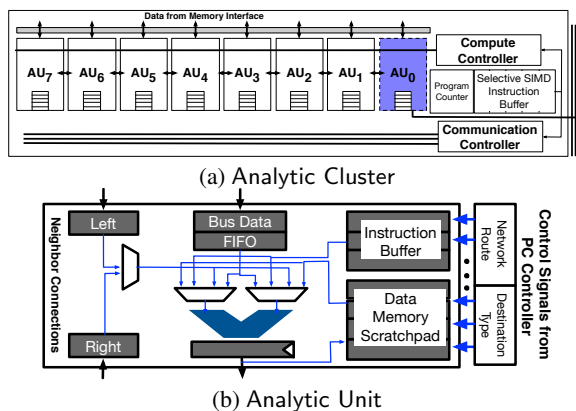 Data from Memory Interface
AU7 AU6 AU5 AU4 AU3 AU2 AU1 AU0
Compute
Controller
Program
Counter
Selective SIMD
Instruction
Buffer
Communication
Controller
(a) Analytic Cluster
Neighbor Connections
Left
Right
Bus Data
FIFO
Instruction
Buffer
Data
Memory
Scratchpad
Network
Route
Destination
Type
Control Signals from
PC Controller
(b) Analytic Unit